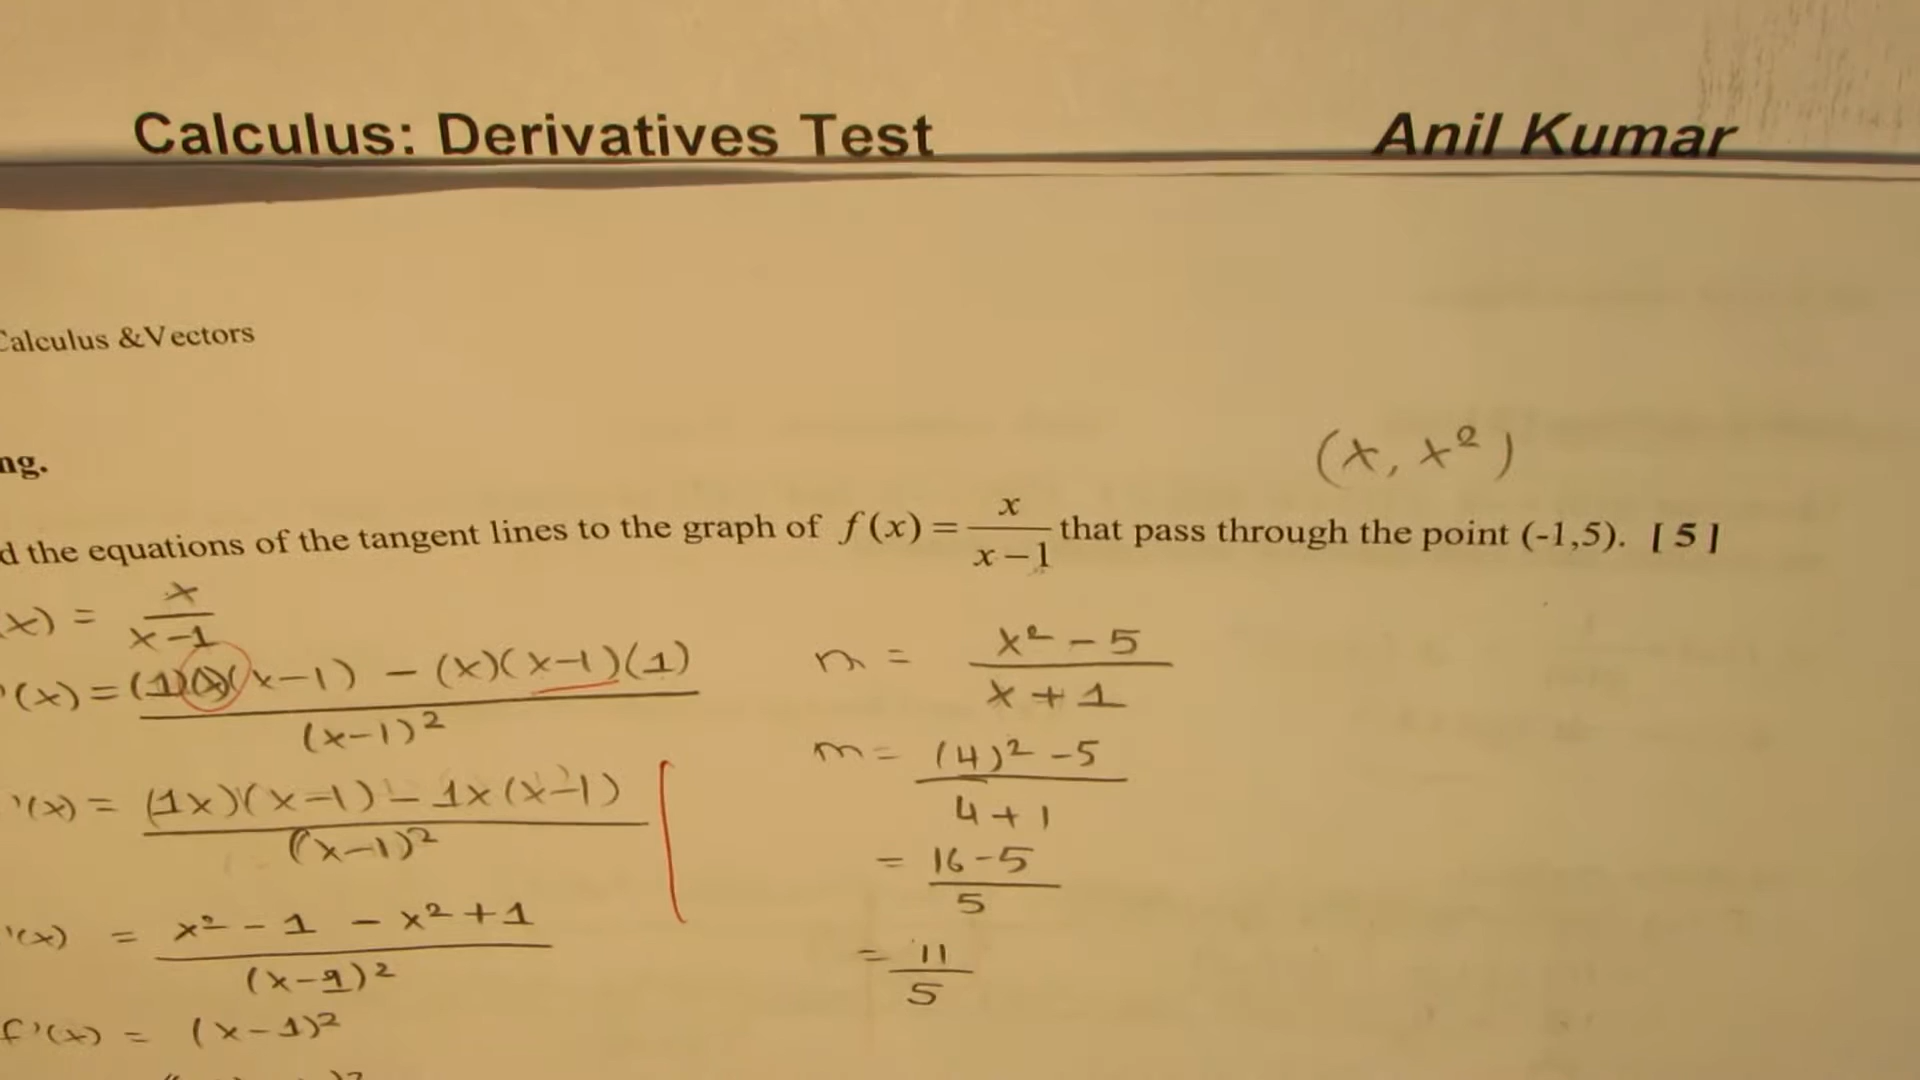 Calculus: Derivatives Test
Anil Kumar
Calculus &Vectors
(x, x²)
ng.
d the equations of the tangent lines to the graph of f(x) = x/(x−1) that pass through the point (-1,5). [ 5 ]
x) = x/(x−1)
'(x) = (1)(x)(x−1) − (x)(x−1)(1) / (x−1)²
'(x) = (1x)(x−1) − 1x(x−1) / (x−1)²
'(x) = x² − 1 − x² + 1 / (x−1)²
f'(x) = (x−1)²
m = x² − 5 / x + 1
m = (4)² − 5 / 4 + 1
= 16 − 5 / 5
= 11 / 5